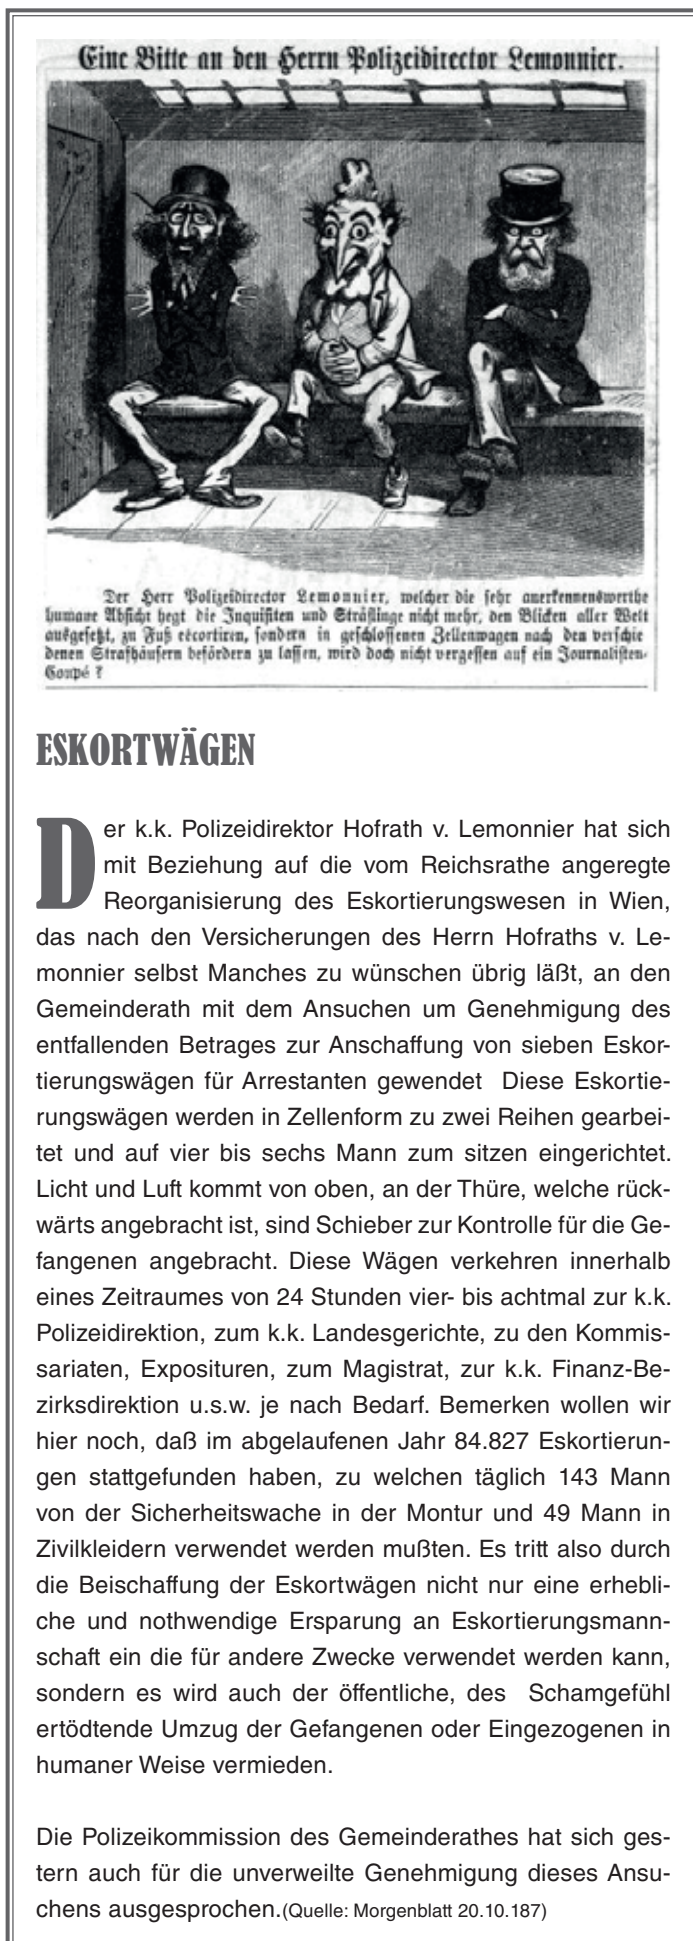 Eine Bitte an den Herrn Polizeidirector Lemonnier.
Der Herr Polizeidirector Lemonnier, welcher die sehr anerkennenswerthe
humane Absicht hegt die Inquisiten und Sträflinge nicht mehr, den Blicken aller Welt
ausgesetzt, zu Fuß escortiren, sondern in geschlossenen Zellenwagen nach den verschie
denen Strafhäusern befördern zu lassen, wird doch nicht vergessen auf ein Journalisten-
Coupé ?
ESKORTWÄGEN
Der k.k. Polizeidirektor Hofrath v. Lemonnier hat sich
mit Beziehung auf die vom Reichsrathe angeregte
Reorganisierung des Eskortierungswesen in Wien,
das nach den Versicherungen des Herrn Hofraths v. Le-
monnier selbst Manches zu wünschen übrig läßt, an den
Gemeinderath mit dem Ansuchen um Genehmigung des
entfallenden Betrages zur Anschaffung von sieben Eskor-
tierungswägen für Arrestanten gewendet Diese Eskortie-
rungswägen werden in Zellenform zu zwei Reihen gearbei-
tet und auf vier bis sechs Mann zum sitzen eingerichtet.
Licht und Luft kommt von oben, an der Thüre, welche rück-
wärts angebracht ist, sind Schieber zur Kontrolle für die Ge-
fangenen angebracht. Diese Wägen verkehren innerhalb
eines Zeitraumes von 24 Stunden vier- bis achtmal zur k.k.
Polizeidirektion, zum k.k. Landesgerichte, zu den Kommis-
sariaten, Exposituren, zum Magistrat, zur k.k. Finanz-Be-
zirksdirektion u.s.w. je nach Bedarf. Bemerken wollen wir
hier noch, daß im abgelaufenen Jahr 84.827 Eskortierun-
gen stattgefunden haben, zu welchen täglich 143 Mann
von der Sicherheitswache in der Montur und 49 Mann in
Zivilkleidern verwendet werden mußten. Es tritt also durch
die Beischaffung der Eskortwägen nicht nur eine erhebli-
che und nothwendige Ersparung an Eskortierungsmann-
schaft ein die für andere Zwecke verwendet werden kann,
sondern es wird auch der öffentliche, des Schamgefühl
ertödtende Umzug der Gefangenen oder Eingezogenen in
humaner Weise vermieden.
Die Polizeikommission des Gemeinderathes hat sich ges-
tern auch für die unverweilte Genehmigung dieses Ansu-
chens ausgesprochen.(Quelle: Morgenblatt 20.10.187)